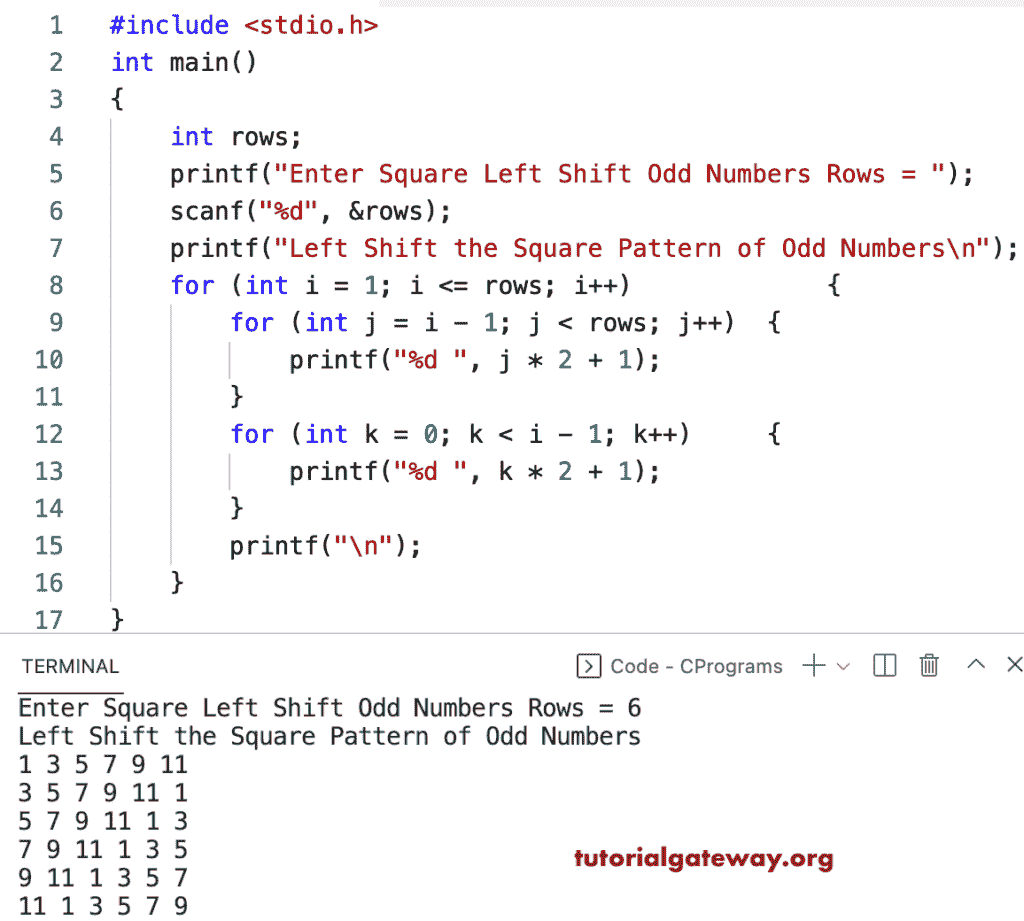 1 #include <stdio.h>
2 int main()
3 {
4     int rows;
5     printf("Enter Square Left Shift Odd Numbers Rows = ");
6     scanf("%d", &rows);
7     printf("Left Shift the Square Pattern of Odd Numbers\n");
8     for (int i = 1; i <= rows; i++)             {
9         for (int j = i - 1; j < rows; j++)  {
10             printf("%d ", j * 2 + 1);
11         }
12         for (int k = 0; k < i - 1; k++)     {
13             printf("%d ", k * 2 + 1);
14         }
15         printf("\n");
16     }
17 }
TERMINAL Code - CPrograms
Enter Square Left Shift Odd Numbers Rows = 6
Left Shift the Square Pattern of Odd Numbers
1 3 5 7 9 11
3 5 7 9 11 1
5 7 9 11 1 3
7 9 11 1 3 5
tutorialgateway.org
9 11 1 3 5 7
11 1 3 5 7 9